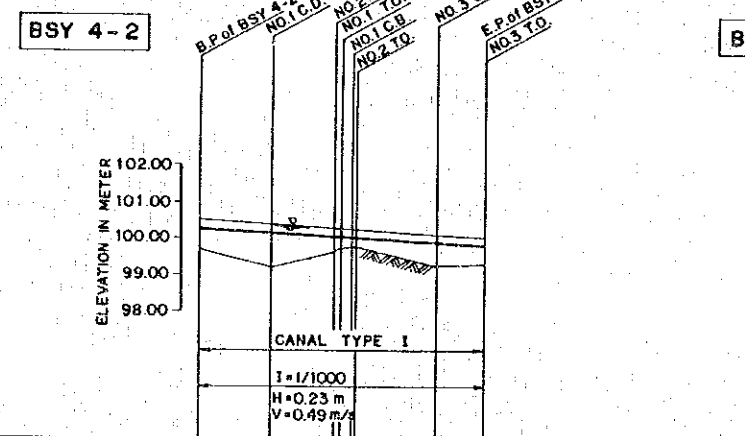 BSY 4-2
B.P. of BSY 4-2
NO.1 C.D.
NO.2
NO.1 T.O.
NO.1 C.B.
NO.2 T.O.
NO.3
E.P. of BSY
NO.3 T.O.
B
ELEVATION IN METER
102.00
101.00
100.00
99.00
98.00
CANAL TYPE I
I=1/1000
H=0.23 m
V=0.49 m/s